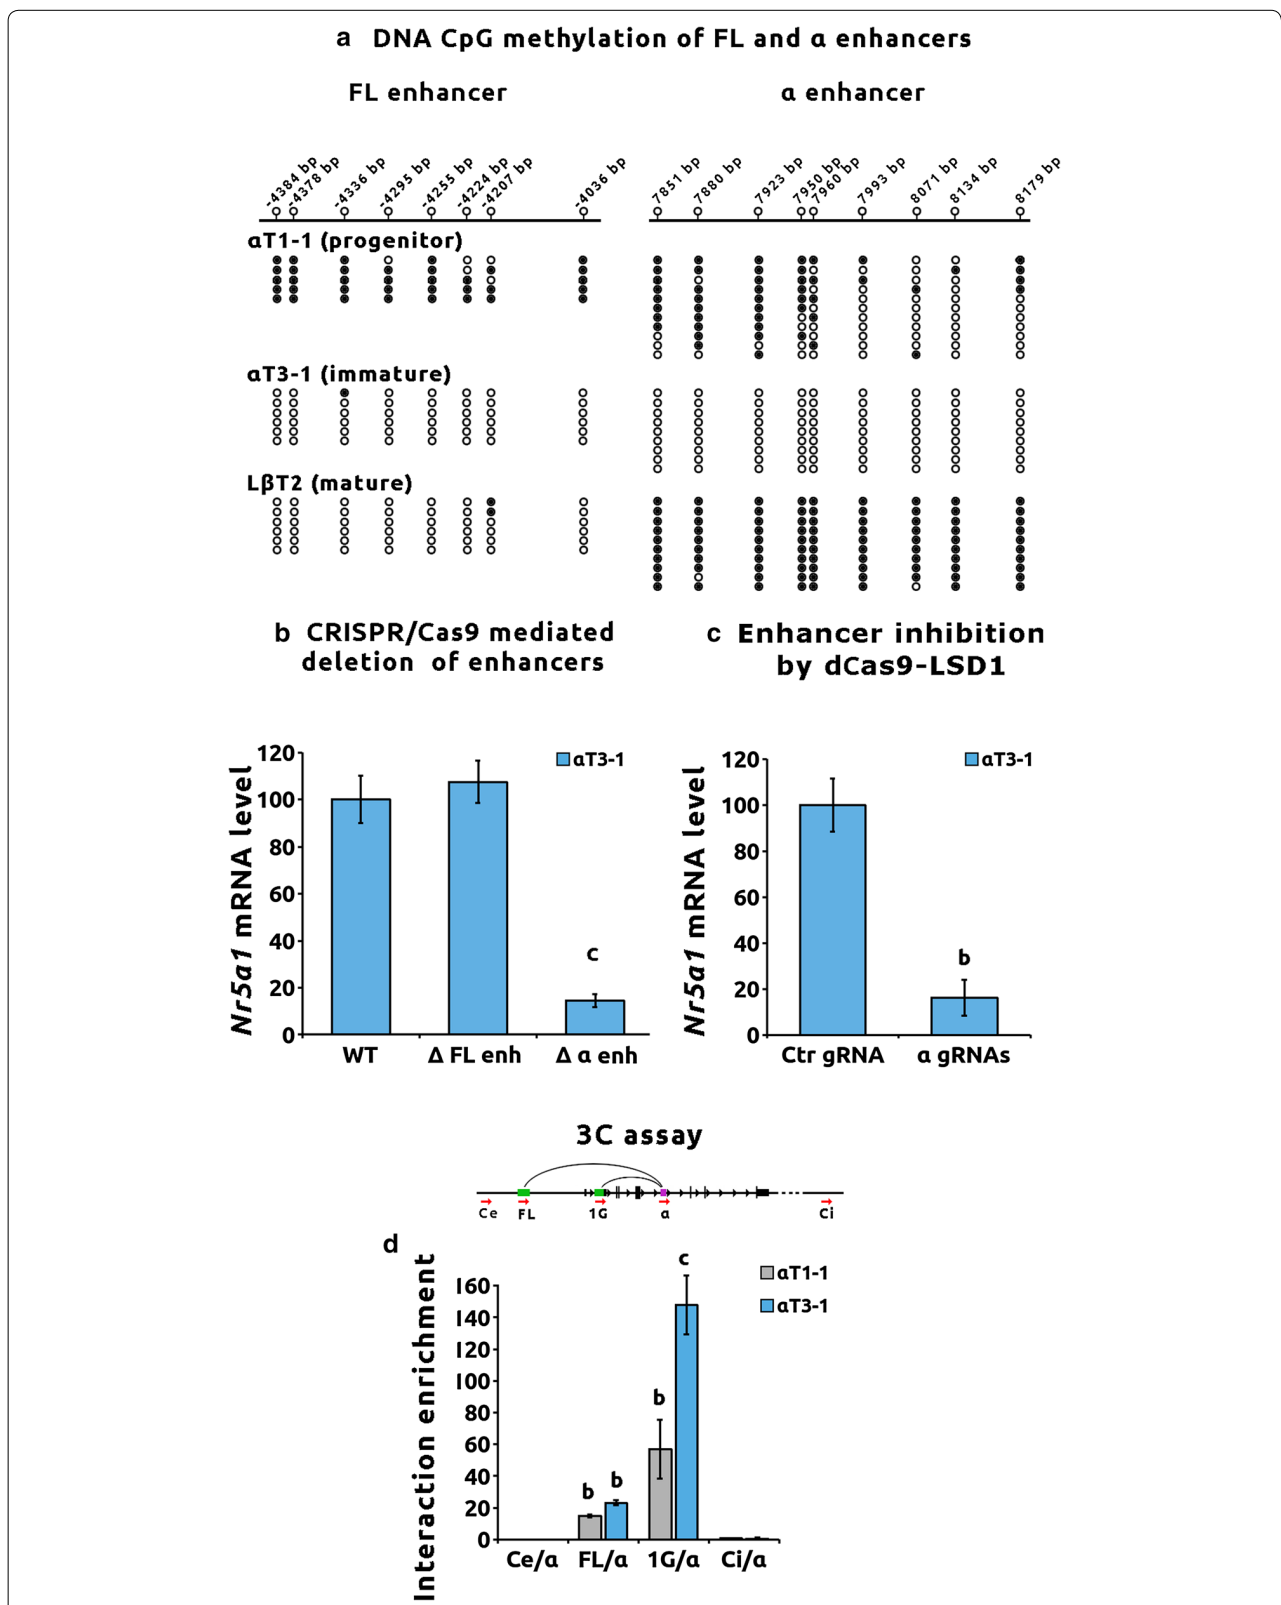 a DNA CpG methylation of FL and α enhancers
FL enhancer
α enhancer
-4384 bp
-4378 bp
-4336 bp
-4295 bp
-4255 bp
-4224 bp
-4207 bp
-4036 bp
7851 bp
7880 bp
7923 bp
7950 bp
7960 bp
7993 bp
8071 bp
8134 bp
8179 bp
αT1-1 (progenitor)
αT3-1 (immature)
LβT2 (mature)
b CRISPR/Cas9 mediated
deletion of enhancers
Nr5a1 mRNA level
120
100
80
60
40
20
0
αT3-1
c
WT
Δ FL enh
Δ α enh
c Enhancer inhibition
by dCas9-LSD1
Nr5a1 mRNA level
120
100
80
60
40
20
0
αT3-1
b
Ctr gRNA
α gRNAs
3C assay
Ce
FL
1G
α
Ci
d
Interaction enrichment
160
140
120
100
80
60
40
20
0
αT1-1
αT3-1
b
b
b
c
Ce/α
FL/α
1G/α
Ci/α